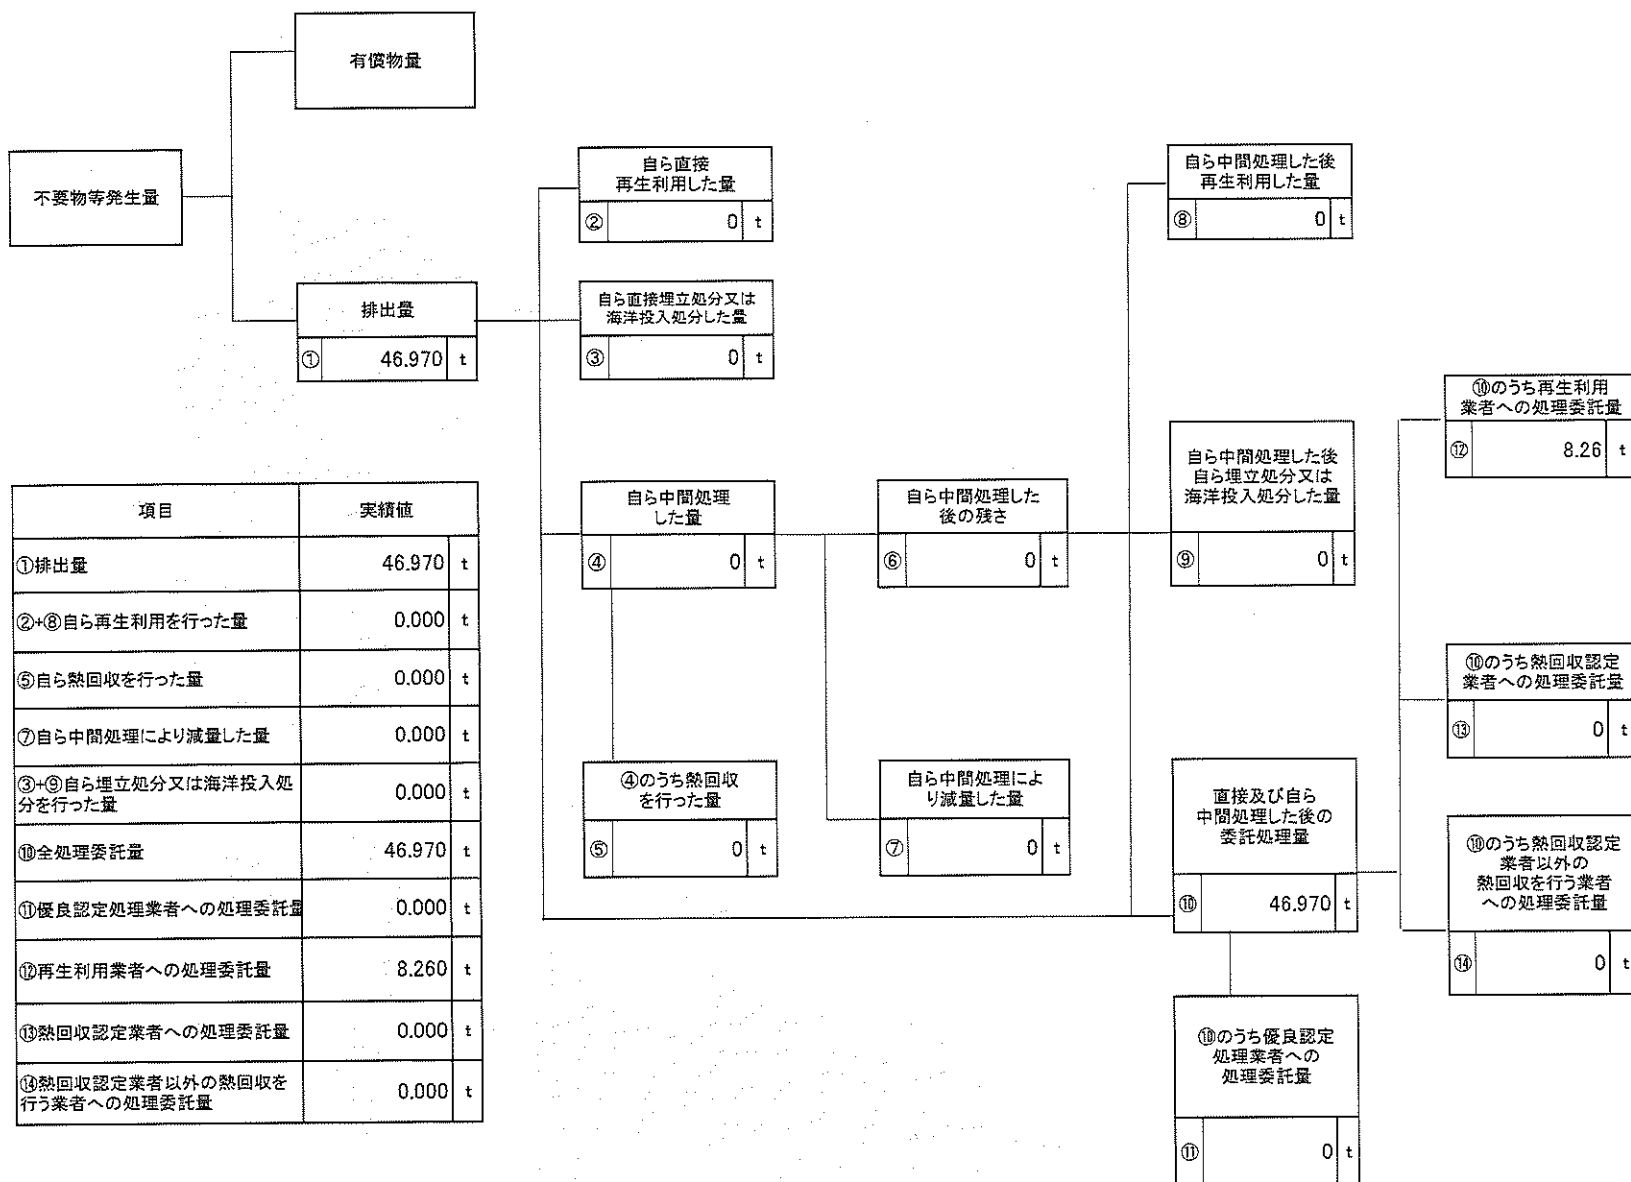 有償物量
不要物等発生量
排出量
① 46.970 t
自ら直接
再生利用した量
② 0 t
自ら直接埋立処分又は
海洋投入処分した量
③ 0 t
自ら中間処理
した量
④ 0 t
④のうち熱回収
を行った量
⑤ 0 t
自ら中間処理した
後の残さ
⑥ 0 t
自ら中間処理によ
り減量した量
⑦ 0 t
自ら中間処理した後
再生利用した量
⑧ 0 t
自ら中間処理した後
自ら埋立処分又は
海洋投入処分した量
⑨ 0 t
直接及び自ら
中間処理した後の
委託処理量
⑩ 46.970 t
⑩のうち優良認定
処理業者への
処理委託量
⑪ 0 t
⑩のうち再生利用
業者への処理委託量
⑫ 8.26 t
⑩のうち熱回収認定
業者への処理委託量
⑬ 0 t
⑩のうち熱回収認定
業者以外の
熱回収を行う業者
への処理委託量
⑭ 0 t
項目 実績値
①排出量 46.970 t
②+⑧自ら再生利用を行った量 0.000 t
⑤自ら熱回収を行った量 0.000 t
⑦自ら中間処理により減量した量 0.000 t
③+⑨自ら埋立処分又は海洋投入処
分を行った量 0.000 t
⑩全処理委託量 46.970 t
⑪優良認定処理業者への処理委託量 0.000 t
⑫再生利用業者への処理委託量 8.260 t
⑬熱回収認定業者への処理委託量 0.000 t
⑭熱回収認定業者以外の熱回収を
行う業者への処理委託量 0.000 t